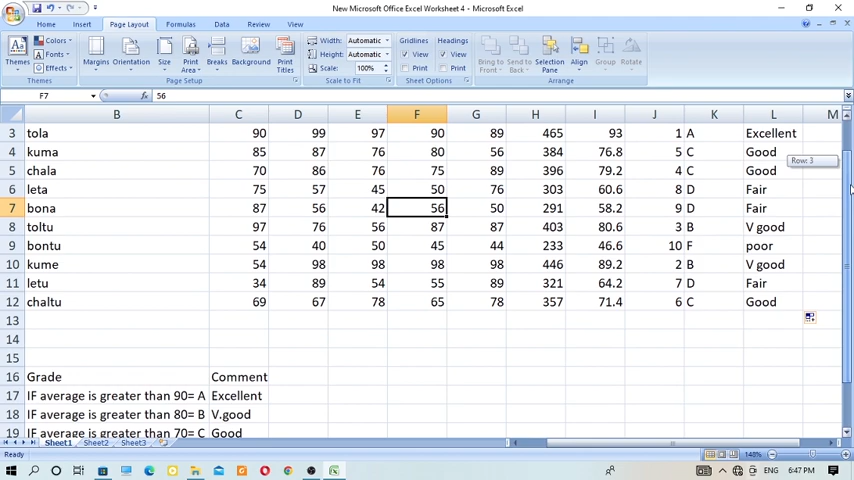 New Microsoft Office Excel Worksheet 4 - Microsoft Excel
Home Insert Page Layout Formulas Data Review View
Colors Width: Automatic Gridlines Headings
Fonts Height: Automatic View View
Themes Effects Margins Orientation Size Print Area Breaks Background Print Titles Scale: 100% Print Print Bring to Front Send to Back Selection Pane Align Group Rotate
Themes Page Setup Scale to Fit Sheet Options Arrange
F7 fx 56
B C D E F G H I J K L M
3 tola 90 99 97 90 89 465 93 1 A Excellent
4 kuma 85 87 76 80 56 384 76.8 5 C Good
Row: 3
5 chala 70 86 76 75 89 396 79.2 4 C Good
6 leta 75 57 45 50 76 303 60.6 8 D Fair
7 bona 87 56 42 56 50 291 58.2 9 D Fair
8 toltu 97 76 56 87 87 403 80.6 3 B V good
9 bontu 54 40 50 45 44 233 46.6 10 F poor
10 kume 54 98 98 98 98 446 89.2 2 B V good
11 letu 34 89 54 55 89 321 64.2 7 D Fair
12 chaltu 69 67 78 65 78 357 71.4 6 C Good
13
14
15
16 Grade Comment
17 IF average is greater than 90= A Excellent
18 IF average is greater than 80= B V.good
19 IF average is greater than 70= C Good
Sheet1 Sheet2 Sheet3
Ready 148%
ENG 6:47 PM